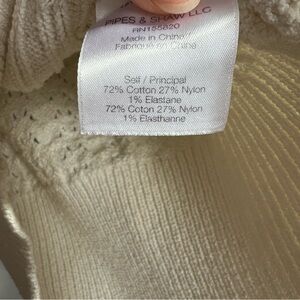 PIPES & SHAW LLC
RN155820
Made in China/
Fabriqué en Chine
Self / Principal
72% Cotton 27% Nylon
1% Elastane
72% Coton 27% Nylon
1% Elasthanne